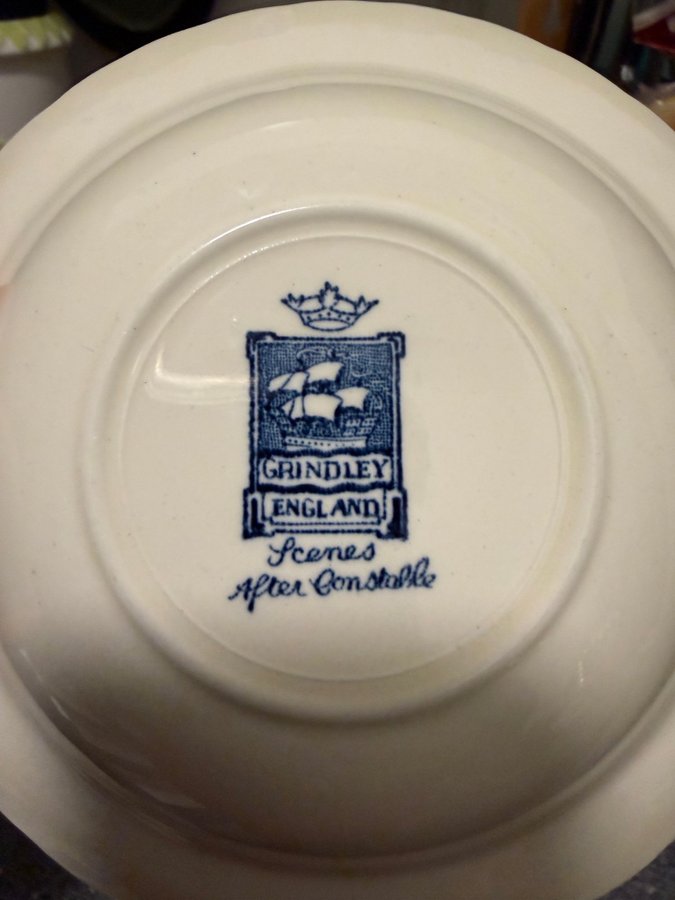 GRINDLEY
ENGLAND
Scenes
After Constable